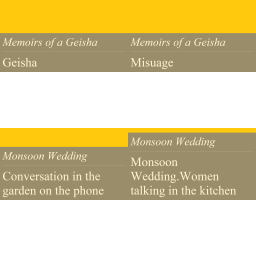 Memoirs of a Geisha
Geisha
Memoirs of a Geisha
Misuage
Monsoon Wedding
Conversation in the
garden on the phone
Monsoon Wedding
Monsoon
Wedding.Women
talking in the kitchen